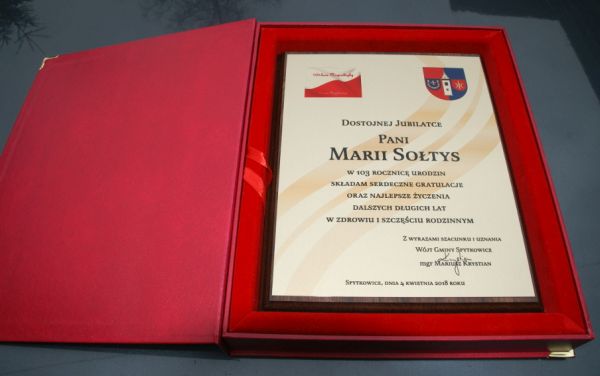 Dostojnej Jubilatce
Pani
Marii Sołtys
w 103 rocznicę urodzin
składam serdeczne gratulacje
oraz najlepsze życzenia
dalszych długich lat
w zdrowiu i szczęściu rodzinnym
Z wyrazami szacunku i uznania
Wójt Gminy Spytkowice
mgr Mariusz Krystian
Spytkowice, dnia 4 kwietnia 2018 roku